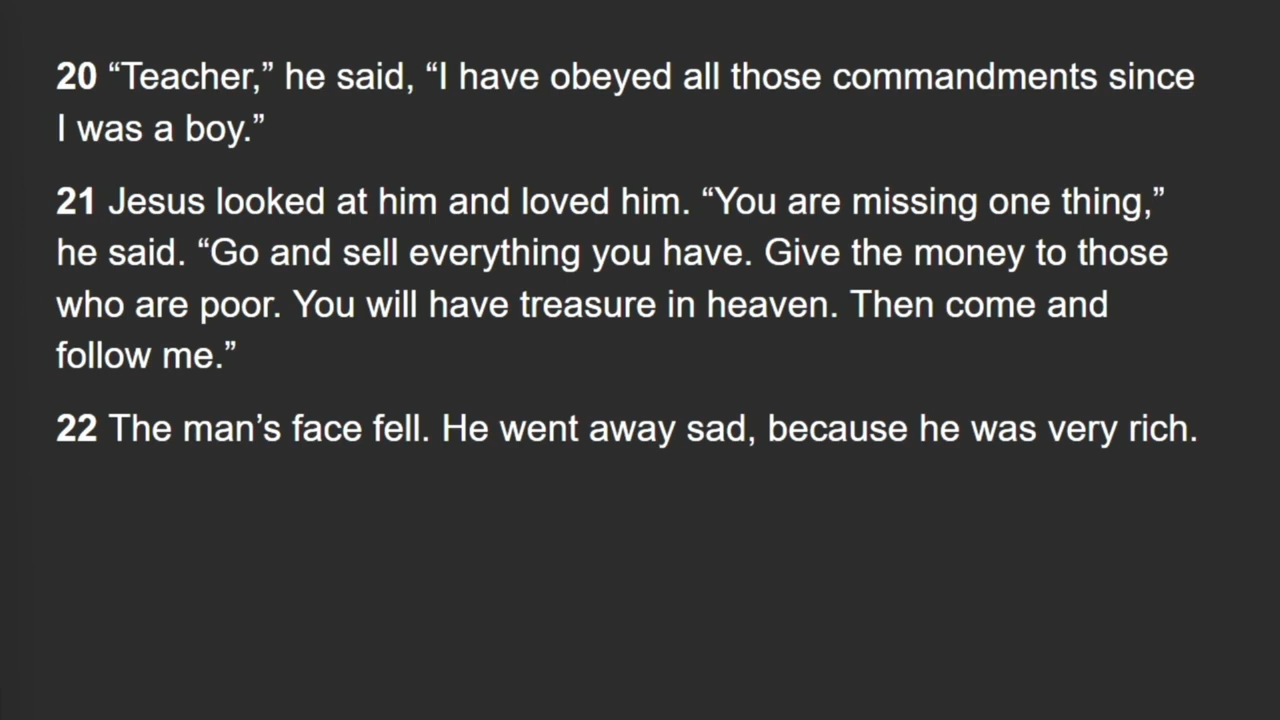 20 “Teacher,” he said, “I have obeyed all those commandments since
I was a boy.”
21 Jesus looked at him and loved him. “You are missing one thing,”
he said. “Go and sell everything you have. Give the money to those
who are poor. You will have treasure in heaven. Then come and
follow me.”
22 The man’s face fell. He went away sad, because he was very rich.